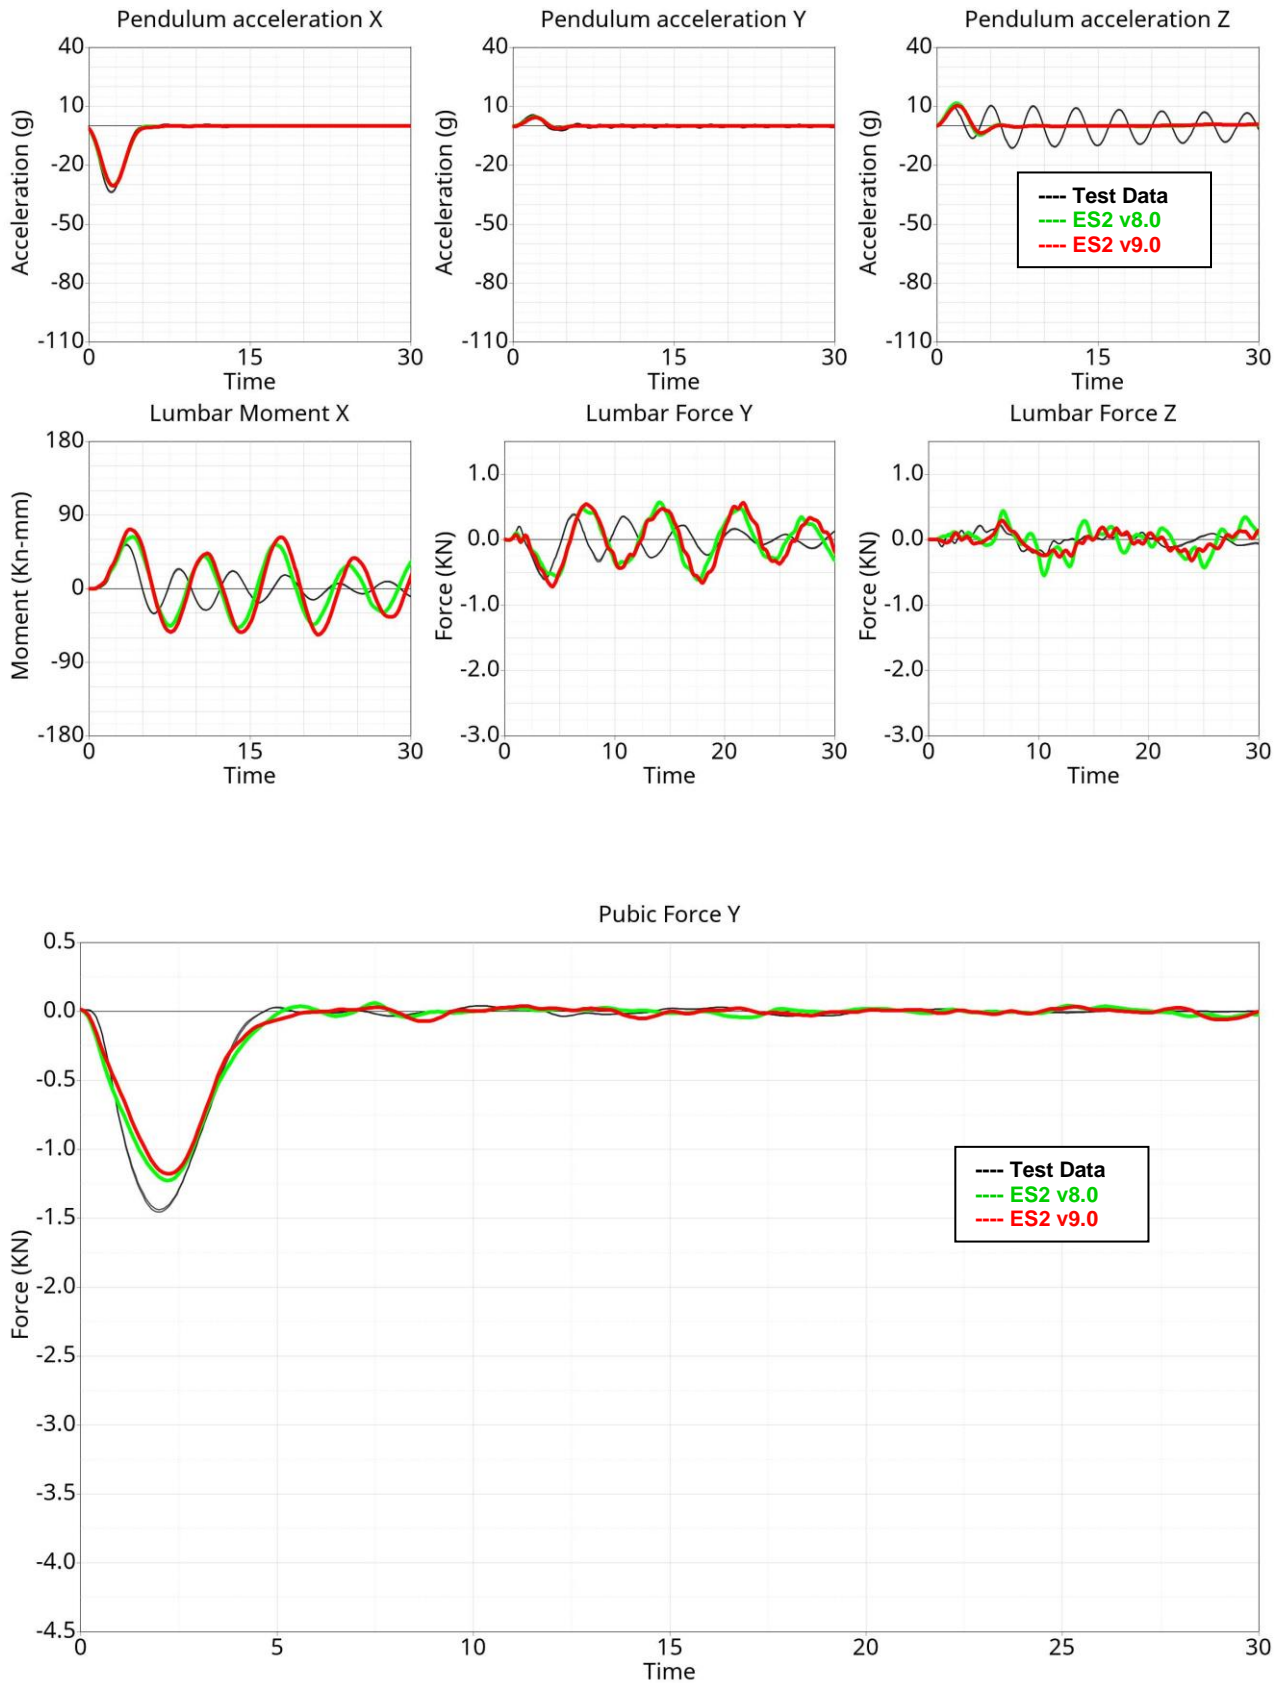 Pendulum acceleration X
Pendulum acceleration Y
Pendulum acceleration Z
40
10
-20
-50
-80
-110
Acceleration (g)
0
15
30
Time
40
10
-20
-50
-80
-110
Acceleration (g)
0
15
30
Time
40
10
-20
-50
-80
-110
Acceleration (g)
0
15
30
Time
---- Test Data
---- ES2 v8.0
---- ES2 v9.0
Lumbar Moment X
Lumbar Force Y
Lumbar Force Z
180
90
0
-90
-180
Moment (Kn-mm)
0
15
30
Time
1.0
0.0
-1.0
-2.0
-3.0
Force (KN)
0
10
20
30
Time
1.0
0.0
-1.0
-2.0
-3.0
Force (KN)
0
10
20
30
Time
Pubic Force Y
0.5
0.0
-0.5
-1.0
-1.5
-2.0
-2.5
-3.0
-3.5
-4.0
-4.5
Force (KN)
---- Test Data
---- ES2 v8.0
---- ES2 v9.0
0
5
10
15
20
25
30
Time